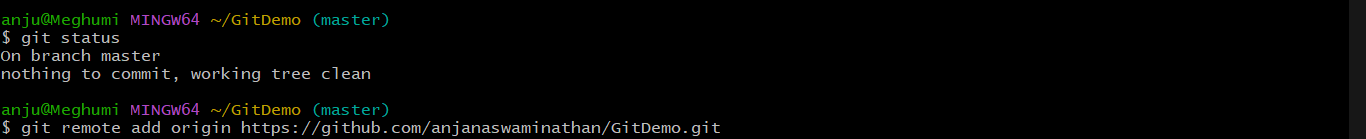 anju@Meghumi MINGW64 ~/GitDemo (master)
$ git status
On branch master
nothing to commit, working tree clean
anju@Meghumi MINGW64 ~/GitDemo (master)
$ git remote add origin https://github.com/anjanaswaminathan/GitDemo.git